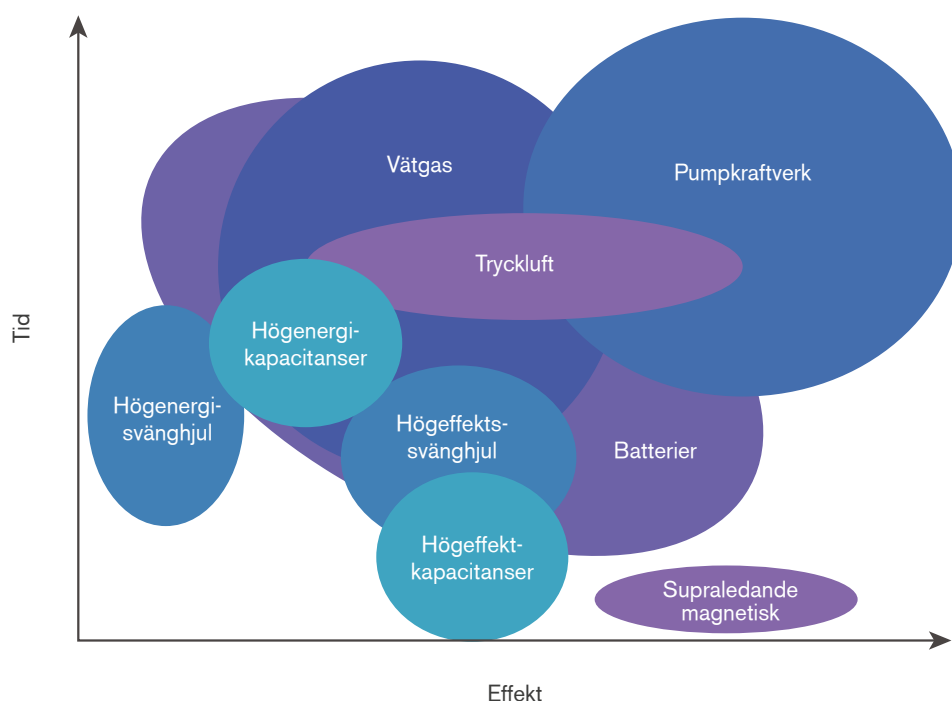 Vätgas
Pumpkraftverk
Tryckluft
Tid
Högenergi-
kapacitanser
Högenergi-
svänghjul
Högeffekts-
svänghjul
Batterier
Högeffekt-
kapacitanser
Supraledande
magnetisk
Effekt